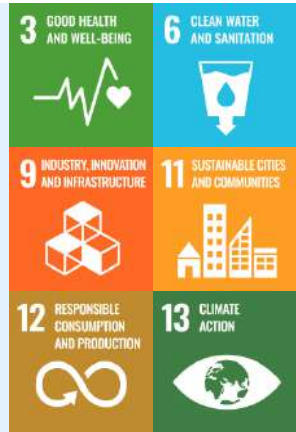 3 GOOD HEALTH
AND WELL-BEING
6 CLEAN WATER
AND SANITATION
9 INDUSTRY, INNOVATION
AND INFRASTRUCTURE
11 SUSTAINABLE CITIES
AND COMMUNITIES
12 RESPONSIBLE
CONSUMPTION
AND PRODUCTION
13 CLIMATE
ACTION